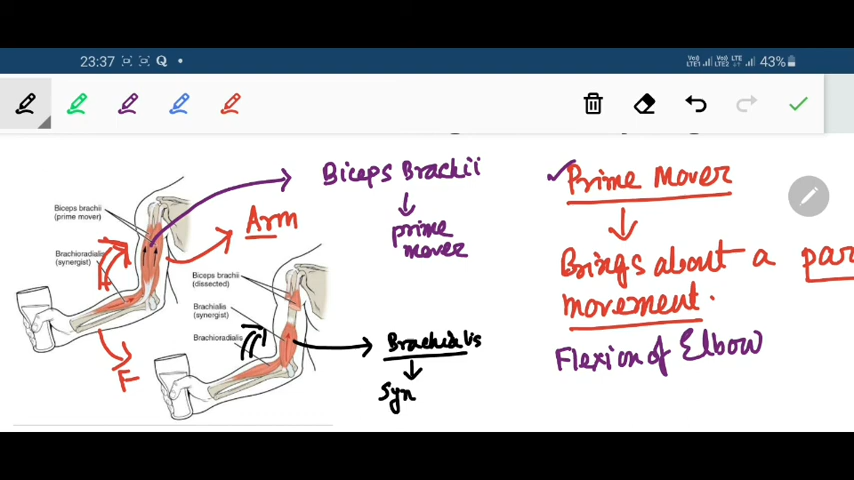 23:37
Q
43%
Biceps brachii
(prime mover)
Brachioradialis
(synergist)
Arm
F
Biceps Brachii
prime
mover
Biceps brachii
(dissected)
Brachialis
(synergist)
Brachioradialis
Brachialis
Syn
Prime Mover
Brings about a par
movement.
Flexion of Elbow